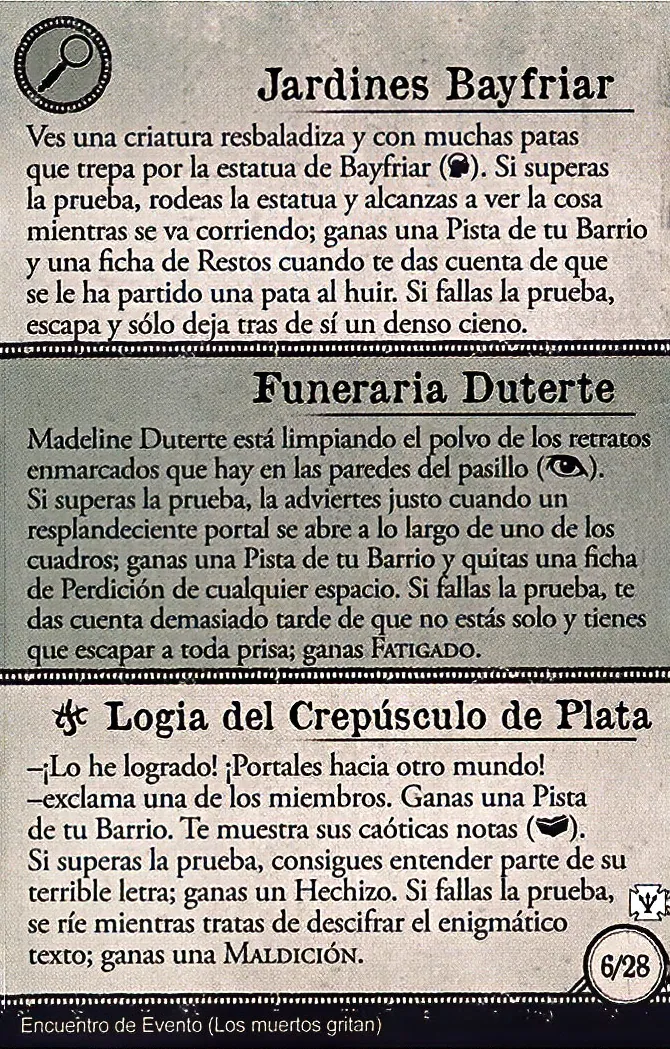 Jardines Bayfriar
Ves una criatura resbaladiza y con muchas patas
que trepa por la estatua de Bayfriar (). Si superas
la prueba, rodeas la estatua y alcanzas a ver la cosa
mientras se va corriendo; ganas una Pista de tu Barrio
y una ficha de Restos cuando te das cuenta de que
se le ha partido una pata al huir. Si fallas la prueba,
escapa y sólo deja tras de sí un denso cieno.
Funeraria Duterte
Madeline Duterte está limpiando el polvo de los retratos
enmarcados que hay en las paredes del pasillo ().
Si superas la prueba, la adviertes justo cuando un
resplandeciente portal se abre a lo largo de uno de los
cuadros; ganas una Pista de tu Barrio y quitas una ficha
de Perdición de cualquier espacio. Si fallas la prueba, te
das cuenta demasiado tarde de que no estás solo y tienes
que escapar a toda prisa; ganas FATIGADO.
Logia del Crepúsculo de Plata
–¡Lo he logrado! ¡Portales hacia otro mundo!
–exclama una de los miembros. Ganas una Pista
de tu Barrio. Te muestra sus caóticas notas ().
Si superas la prueba, consigues entender parte de su
terrible letra; ganas un Hechizo. Si fallas la prueba,
se ríe mientras tratas de descifrar el enigmático
texto; ganas una MALDICIÓN.
6/28
Encuentro de Evento (Los muertos gritan)